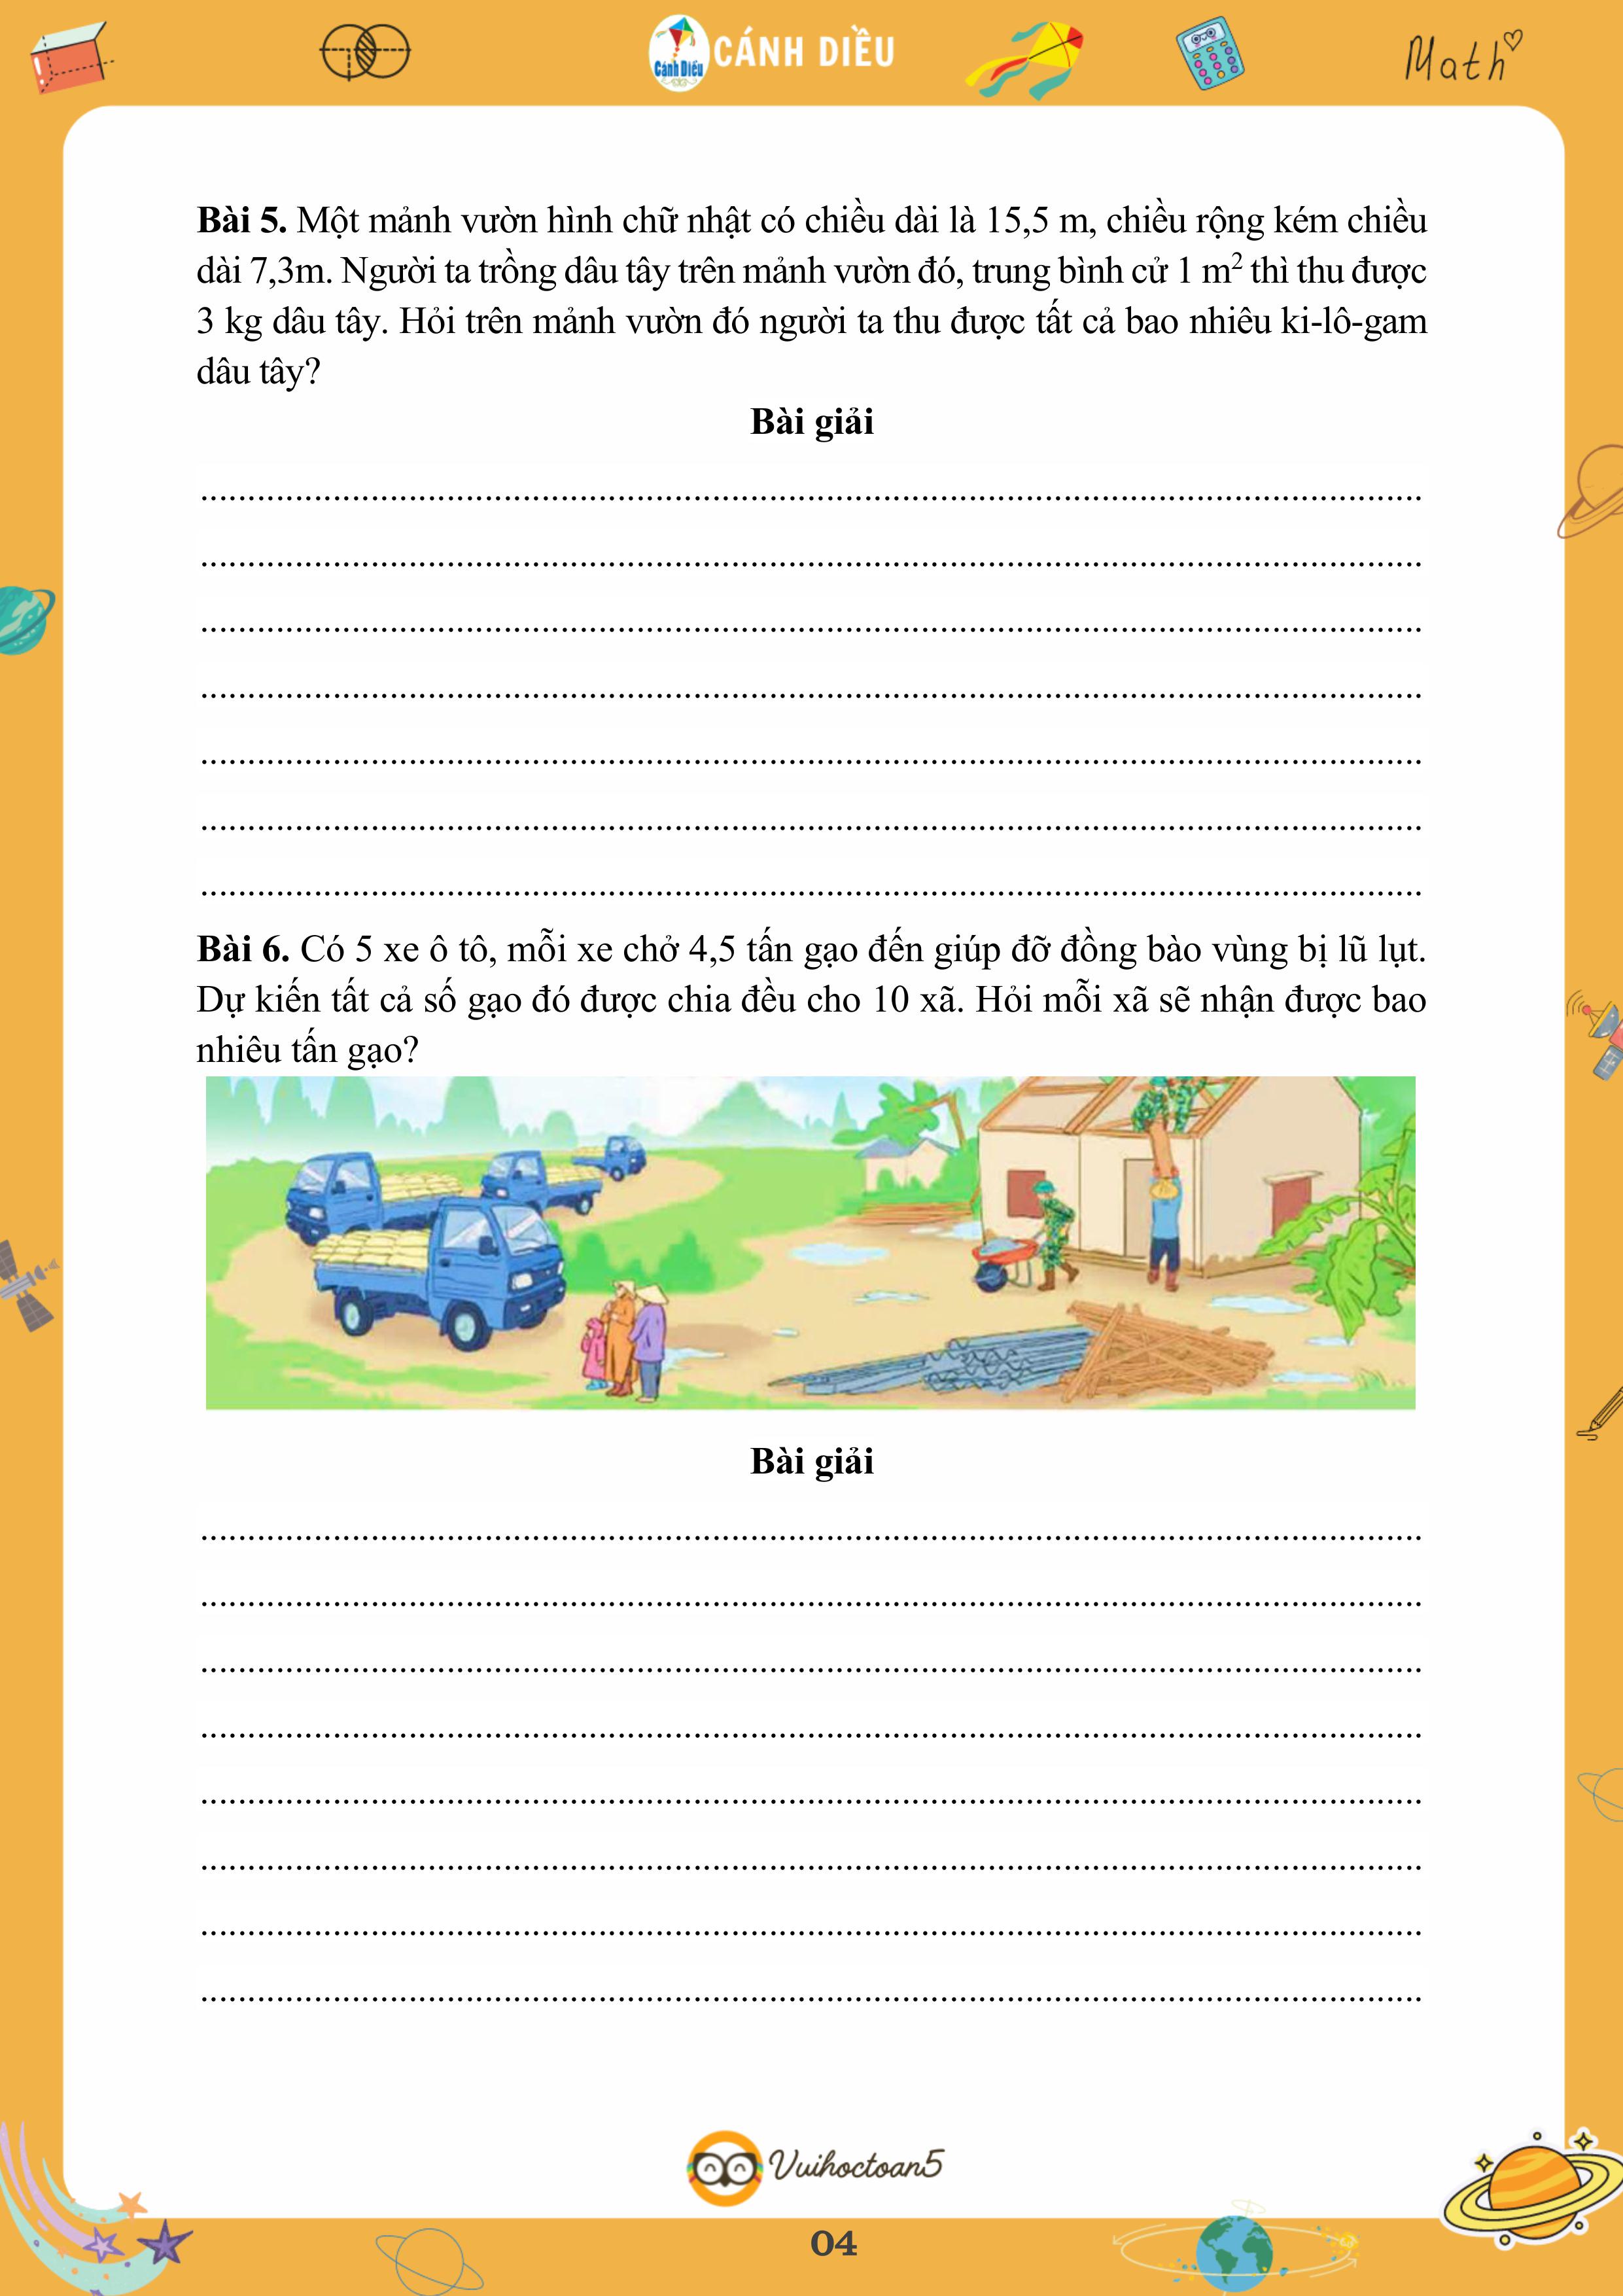 Cánh Diều CÁNH DIỀU
Math
Bài 5. Một mảnh vườn hình chữ nhật có chiều dài là 15,5 m, chiều rộng kém chiều
dài 7,3m. Người ta trồng dâu tây trên mảnh vườn đó, trung bình cử 1 m² thì thu được
3 kg dâu tây. Hỏi trên mảnh vườn đó người ta thu được tất cả bao nhiêu ki-lô-gam
dâu tây?
Bài giải
Bài 6. Có 5 xe ô tô, mỗi xe chở 4,5 tấn gạo đến giúp đỡ đồng bào vùng bị lũ lụt.
Dự kiến tất cả số gạo đó được chia đều cho 10 xã. Hỏi mỗi xã sẽ nhận được bao
nhiêu tấn gạo?
Bài giải
Vuihoctoan5
04